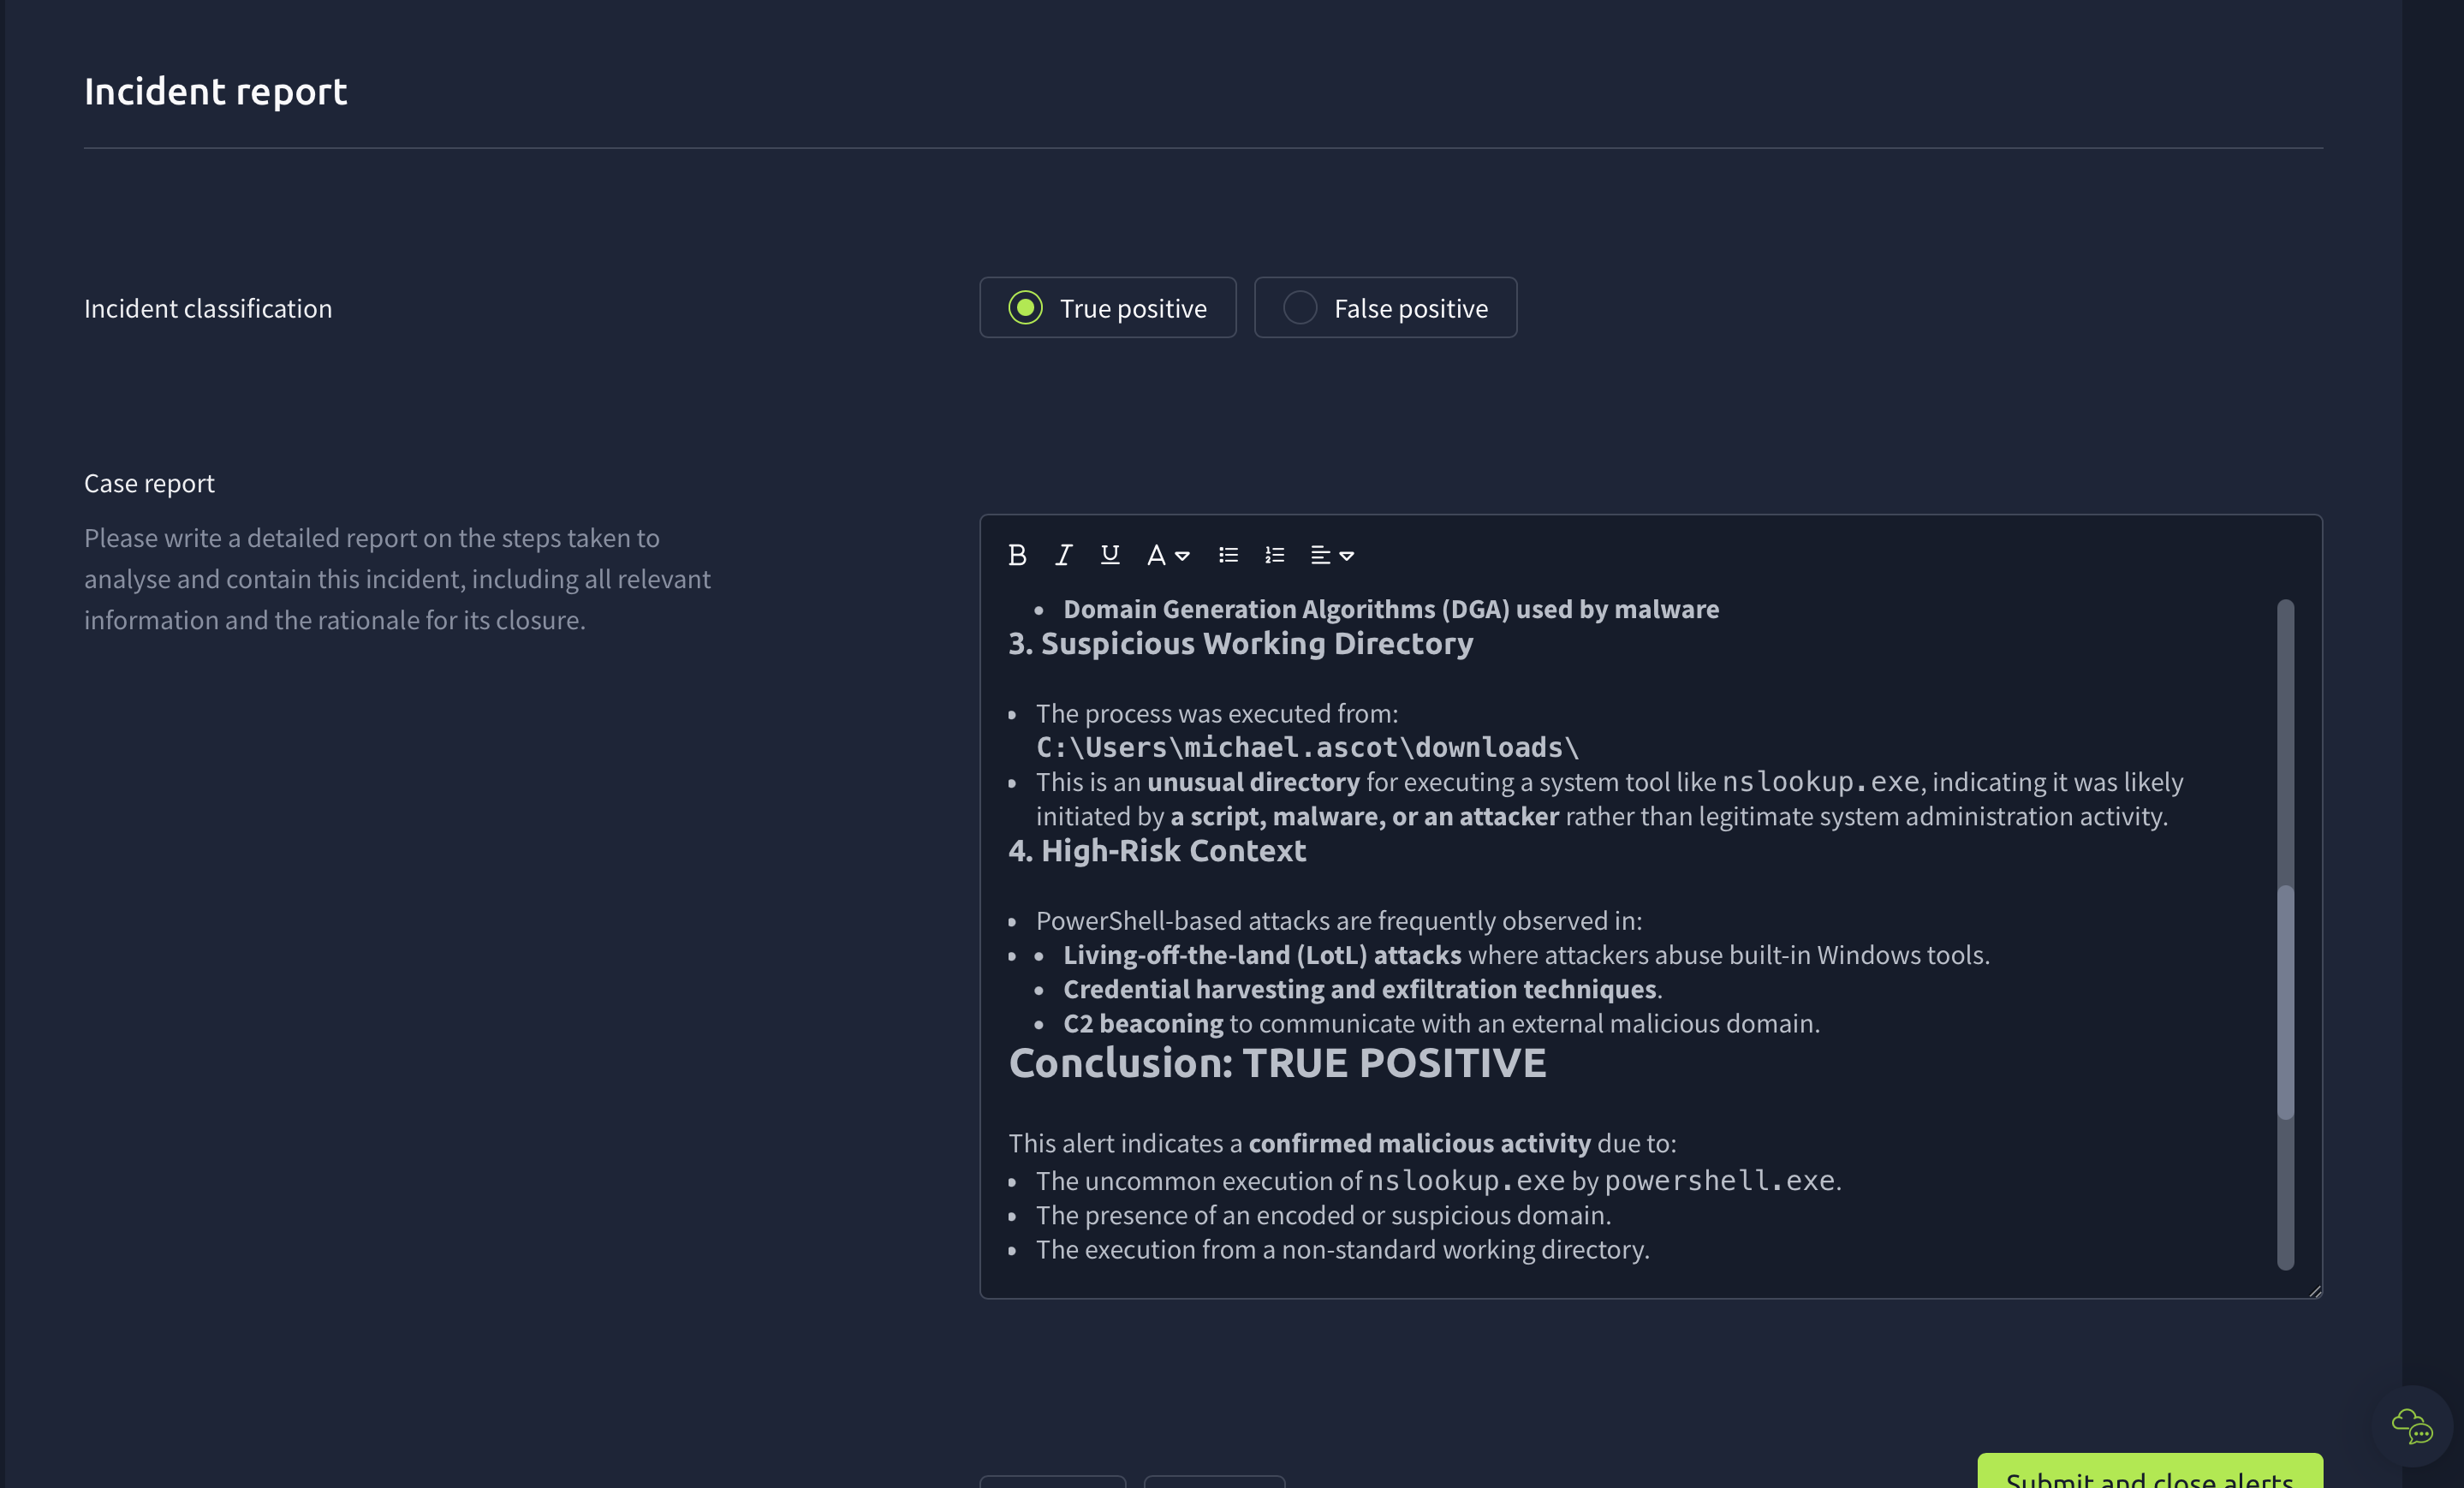 Incident report
Incident classification
True positive
False positive
Case report
Please write a detailed report on the steps taken to
analyse and contain this incident, including all relevant
information and the rationale for its closure.
B I U A
• Domain Generation Algorithms (DGA) used by malware
3. Suspicious Working Directory
• The process was executed from:
C:\Users\michael.ascot\downloads\
• This is an unusual directory for executing a system tool like nslookup.exe, indicating it was likely
initiated by a script, malware, or an attacker rather than legitimate system administration activity.
4. High-Risk Context
• PowerShell-based attacks are frequently observed in:
• • Living-off-the-land (LotL) attacks where attackers abuse built-in Windows tools.
• Credential harvesting and exfiltration techniques.
• C2 beaconing to communicate with an external malicious domain.
Conclusion: TRUE POSITIVE
This alert indicates a confirmed malicious activity due to:
• The uncommon execution of nslookup.exe by powershell.exe.
• The presence of an encoded or suspicious domain.
• The execution from a non-standard working directory.
Submit and close alerts